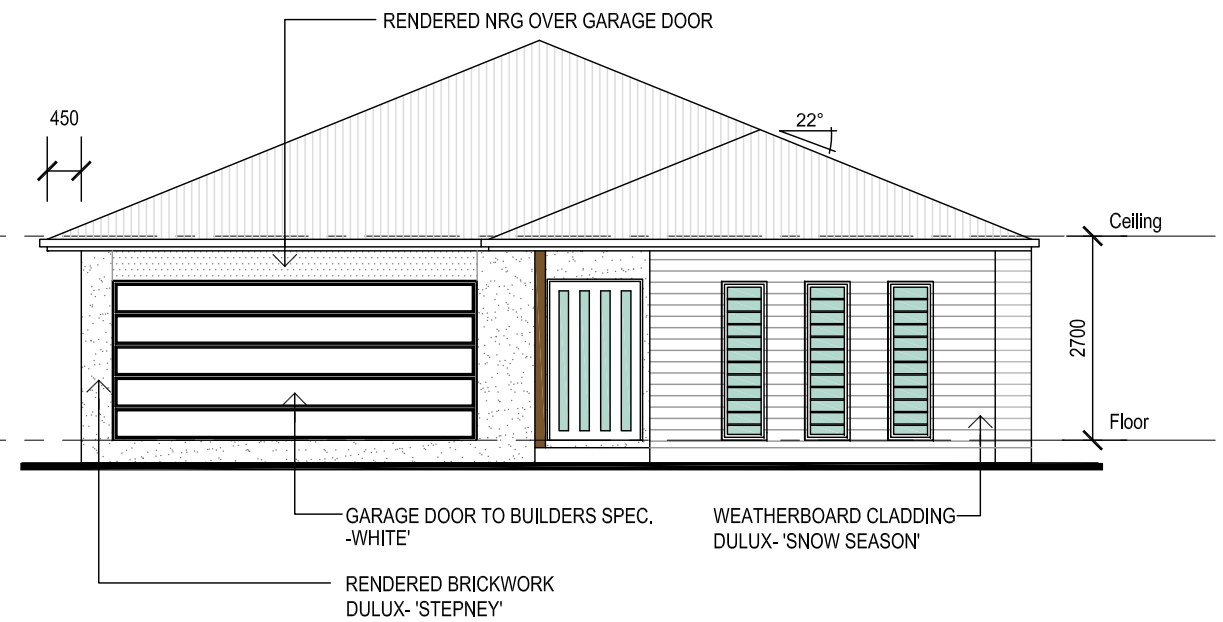 RENDERED NRG OVER GARAGE DOOR
450
22°
Ceiling
2700
Floor
GARAGE DOOR TO BUILDERS SPEC.
-WHITE'
WEATHERBOARD CLADDING
DULUX- 'SNOW SEASON'
RENDERED BRICKWORK
DULUX- 'STEPNEY'